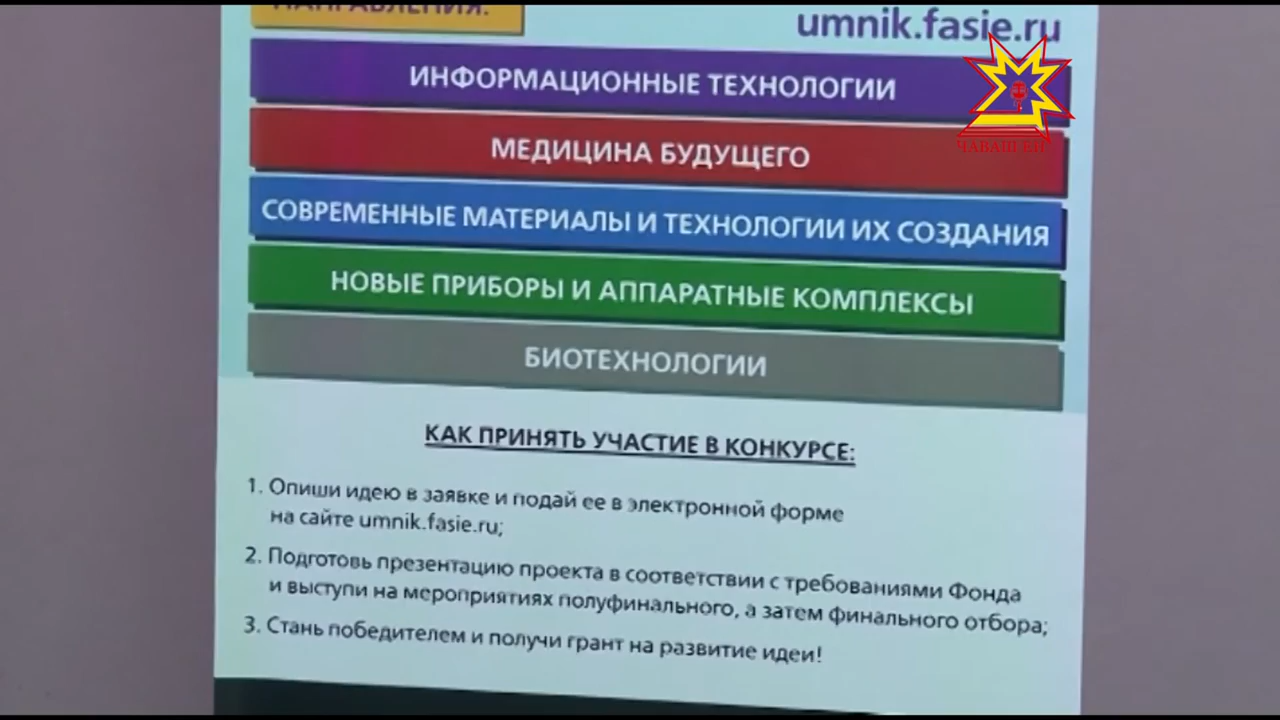 НАПРАВЛЕНИЯ:
umnik.fasie.ru
ИНФОРМАЦИОННЫЕ ТЕХНОЛОГИИ
ЧĂВАШ ЕН
МЕДИЦИНА БУДУЩЕГО
СОВРЕМЕННЫЕ МАТЕРИАЛЫ И ТЕХНОЛОГИИ ИХ СОЗДАНИЯ
НОВЫЕ ПРИБОРЫ И АППАРАТНЫЕ КОМПЛЕКСЫ
БИОТЕХНОЛОГИИ
КАК ПРИНЯТЬ УЧАСТИЕ В КОНКУРСЕ:
1. Опиши идею в заявке и подай ее в электронной форме
на сайте umnik.fasie.ru;
2. Подготовь презентацию проекта в соответствии с требованиями Фонда
и выступи на мероприятиях полуфинального, а затем финального отбора;
3. Стань победителем и получи грант на развитие идеи!